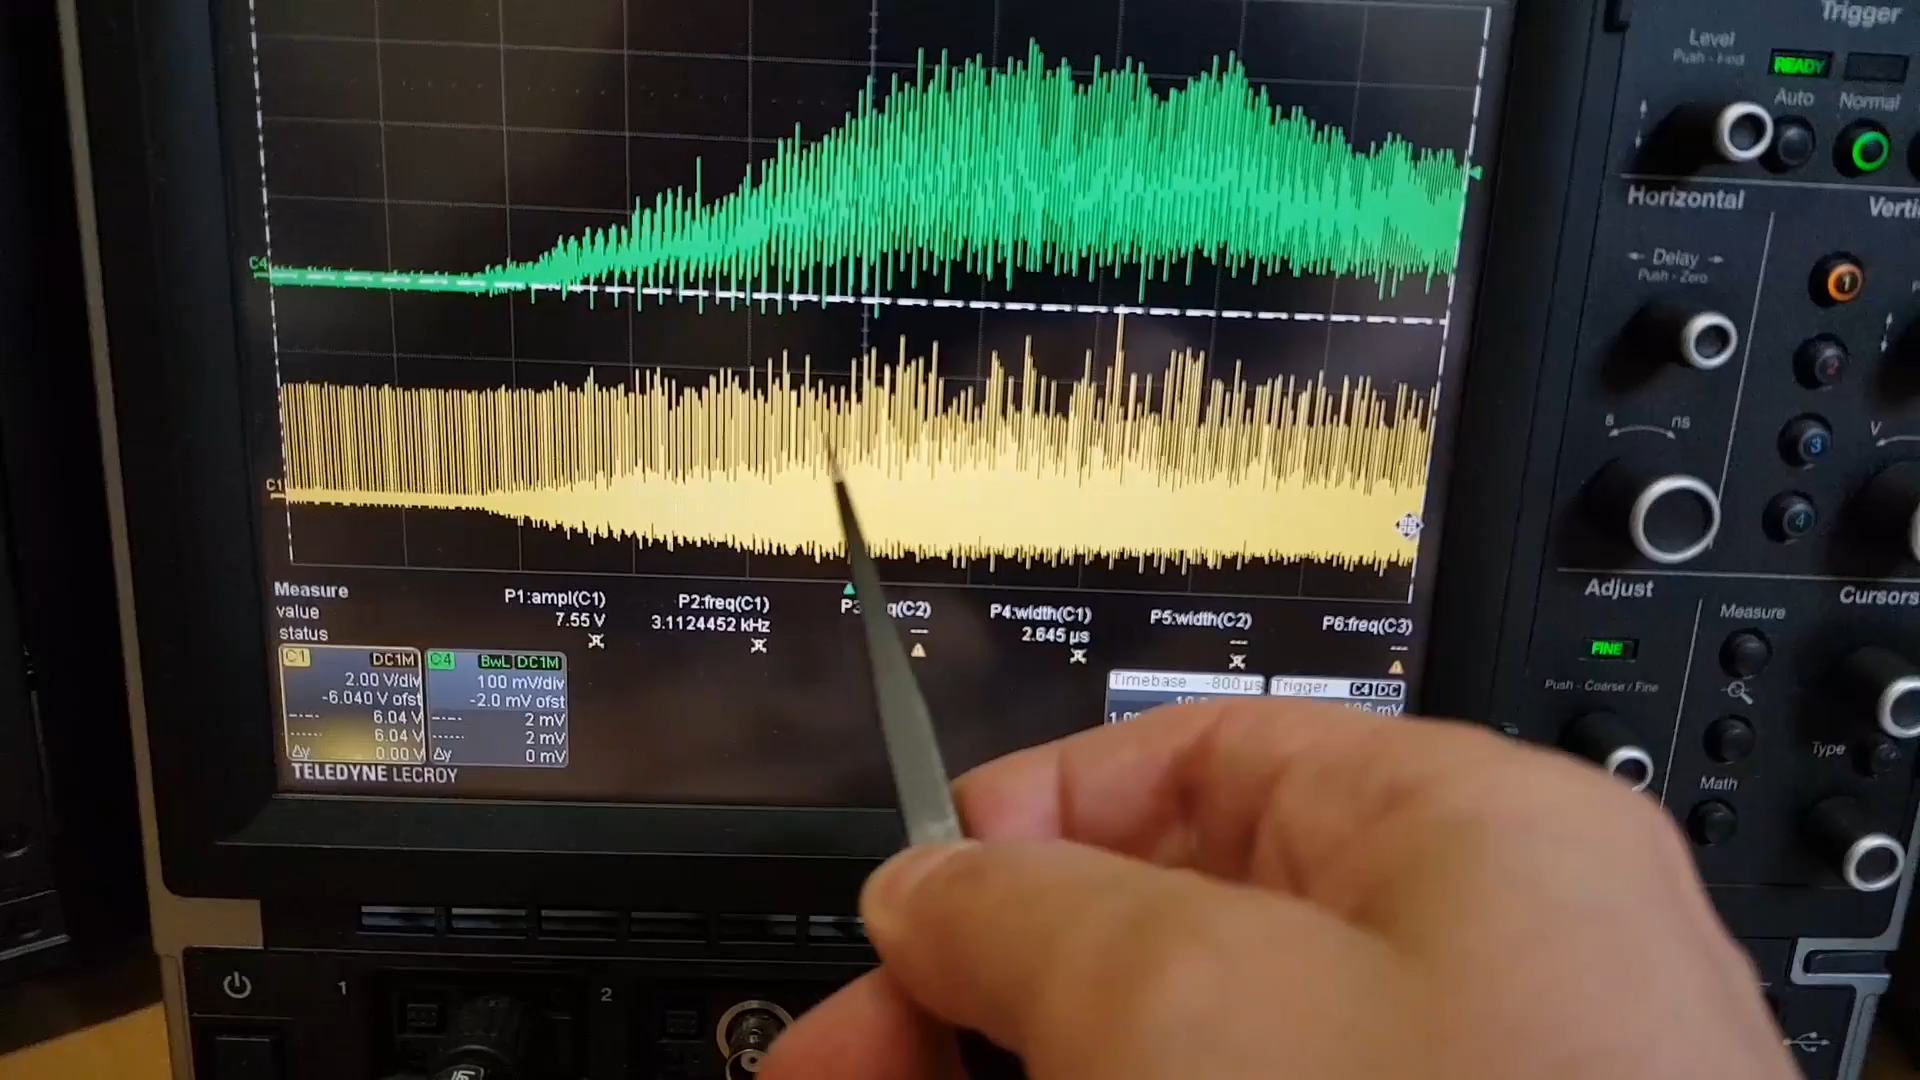 Trigger
Level
Push - Find
READY
Auto
Normal
Horizontal
Delay
Push - Zero
1
2
3
4
s
ns
V
C4
C1
Measure
P1:ampl(C1)
P2:freq(C1)
P4:width(C1)
P5:width(C2)
P6:freq(C3)
value
7.55 V
3.1124452 kHz
2.645 µs
---
---
---
status
C1
DC1M
2.00 V/div
-6.040 V ofst
6.04 V
6.04 V
Δy
0.00 V
C4
BwL
DC1M
100 mV/div
-2.0 mV ofst
2 mV
2 mV
Δy
0 mV
Timebase
-800 µs
Trigger
C4
DC
TELEDYNE LECROY
Adjust
Cursors
FINE
Push - Coarse / Fine
Measure
Type
Math
1
2